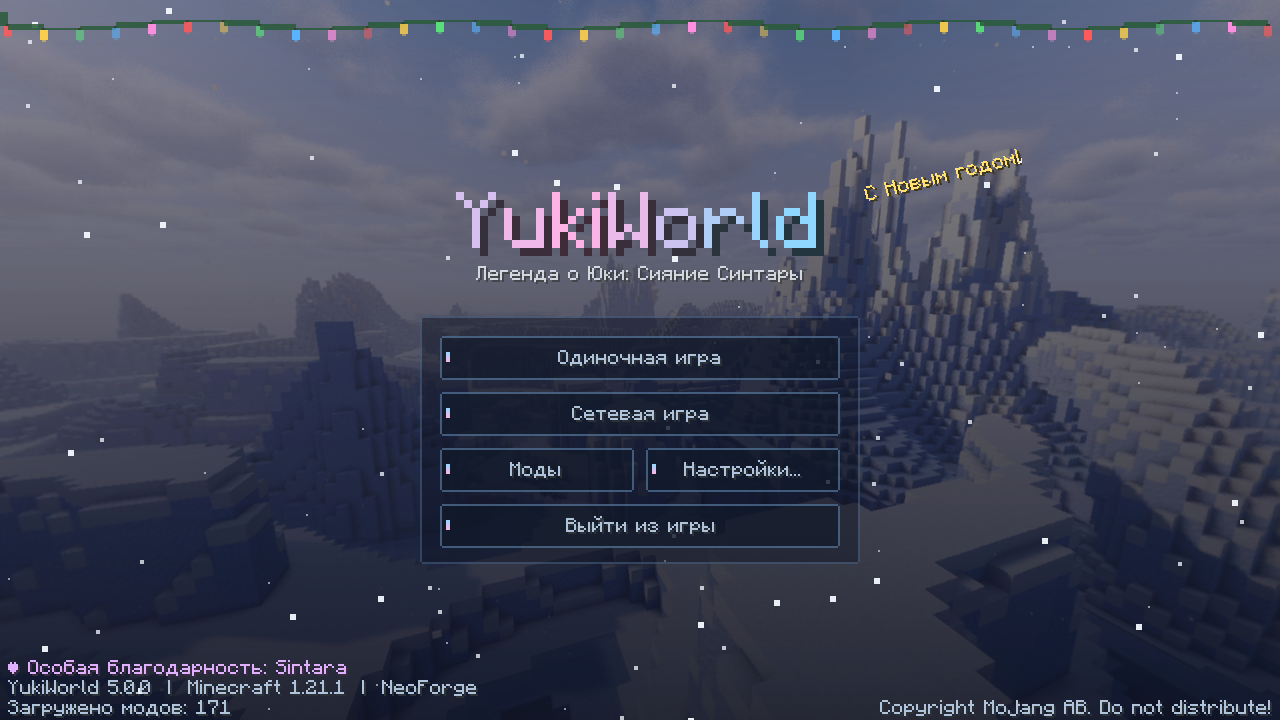 С Новым годом!
YukiWorld
Легенда о Юки: Сияние Синтары
Одиночная игра
Сетевая игра
Моды
Настройки...
Выйти из игры
♥ Особая благодарность: Sintara
YukiWorld 5.0.0 | Minecraft 1.21.1 | NeoForge
Загружено модов: 171
Copyright Mojang AB. Do not distribute!